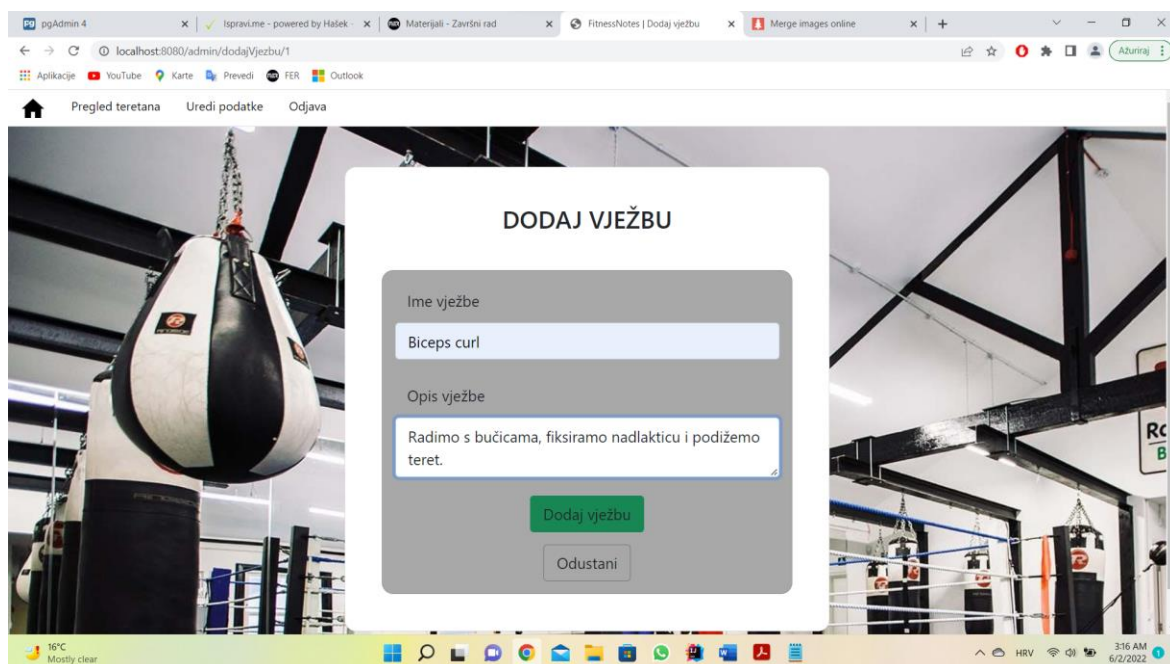 pgAdmin 4
Ispravi.me - powered by Hašek -
Materijali - Završni rad
FitnessNotes | Dodaj vježbu
Merge images online
localhost:8080/admin/dodajVjezbu/1
Ažuriraj
Aplikacije
YouTube
Karte
Prevedi
FER
Outlook
Pregled teretana
Uredi podatke
Odjava
DODAJ VJEŽBU
Ime vježbe
Biceps curl
Opis vježbe
Radimo s bučicama, fiksiramo nadlakticu i podižemo
teret.
Dodaj vježbu
Odustani
RINGSIDE
16°C
Mostly clear
HRV
3:16 AM
6/2/2022
1